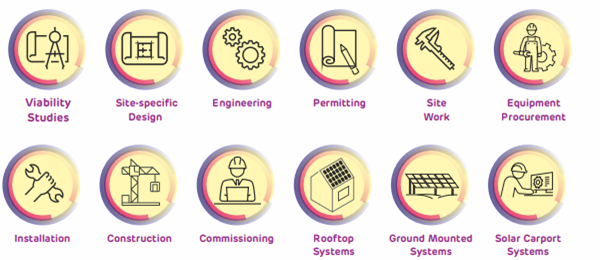 Viability
Studies
Site-specific
Design
Engineering
Permitting
Site
Work
Equipment
Procurement
Installation
Construction
Commissioning
Rooftop
Systems
Ground Mounted
Systems
Solar Carport
Systems